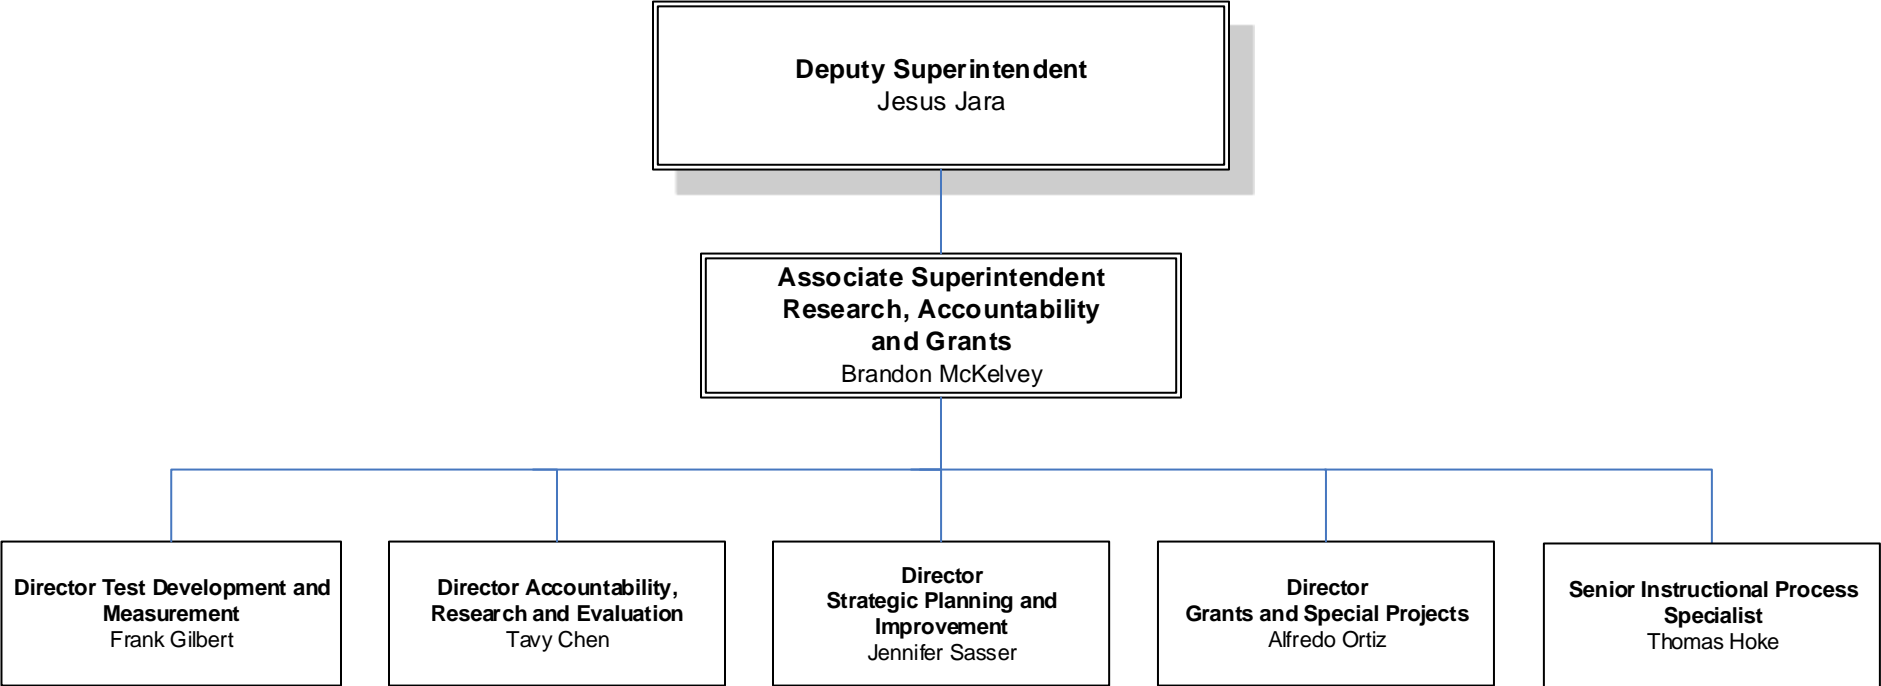 Deputy Superintendent
Jesus Jara
Associate Superintendent
Research, Accountability
and Grants
Brandon McKelvey
Director Test Development and
Measurement
Frank Gilbert
Director Accountability,
Research and Evaluation
Tavy Chen
Director
Strategic Planning and
Improvement
Jennifer Sasser
Director
Grants and Special Projects
Alfredo Ortiz
Senior Instructional Process
Specialist
Thomas Hoke